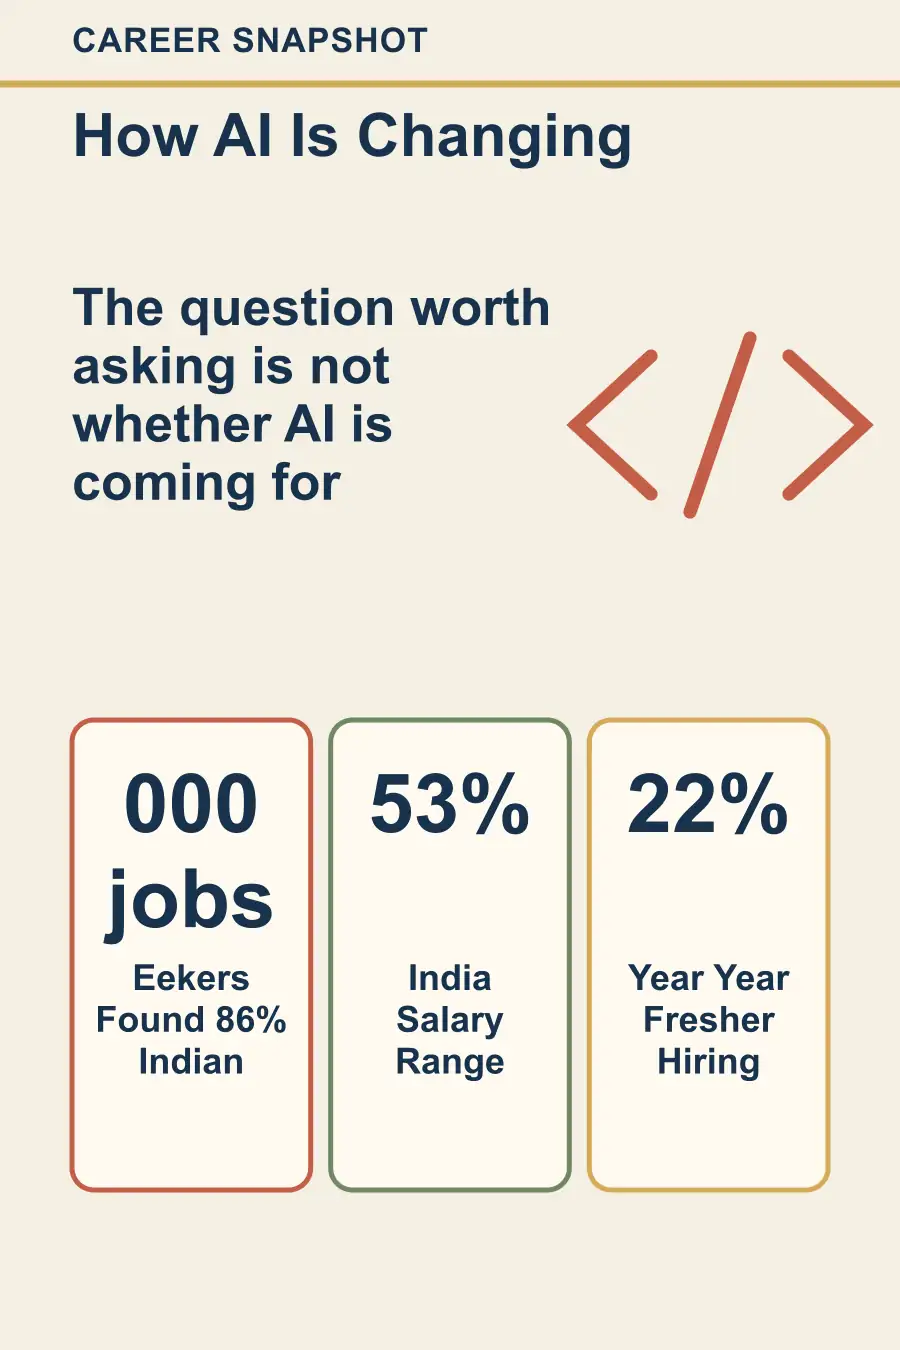 CAREER SNAPSHOT
How AI Is Changing
The question worth
asking is not
whether AI is
coming for
000
jobs
Eekers
Found 86%
Indian
53%
India
Salary
Range
22%
Year Year
Fresher
Hiring